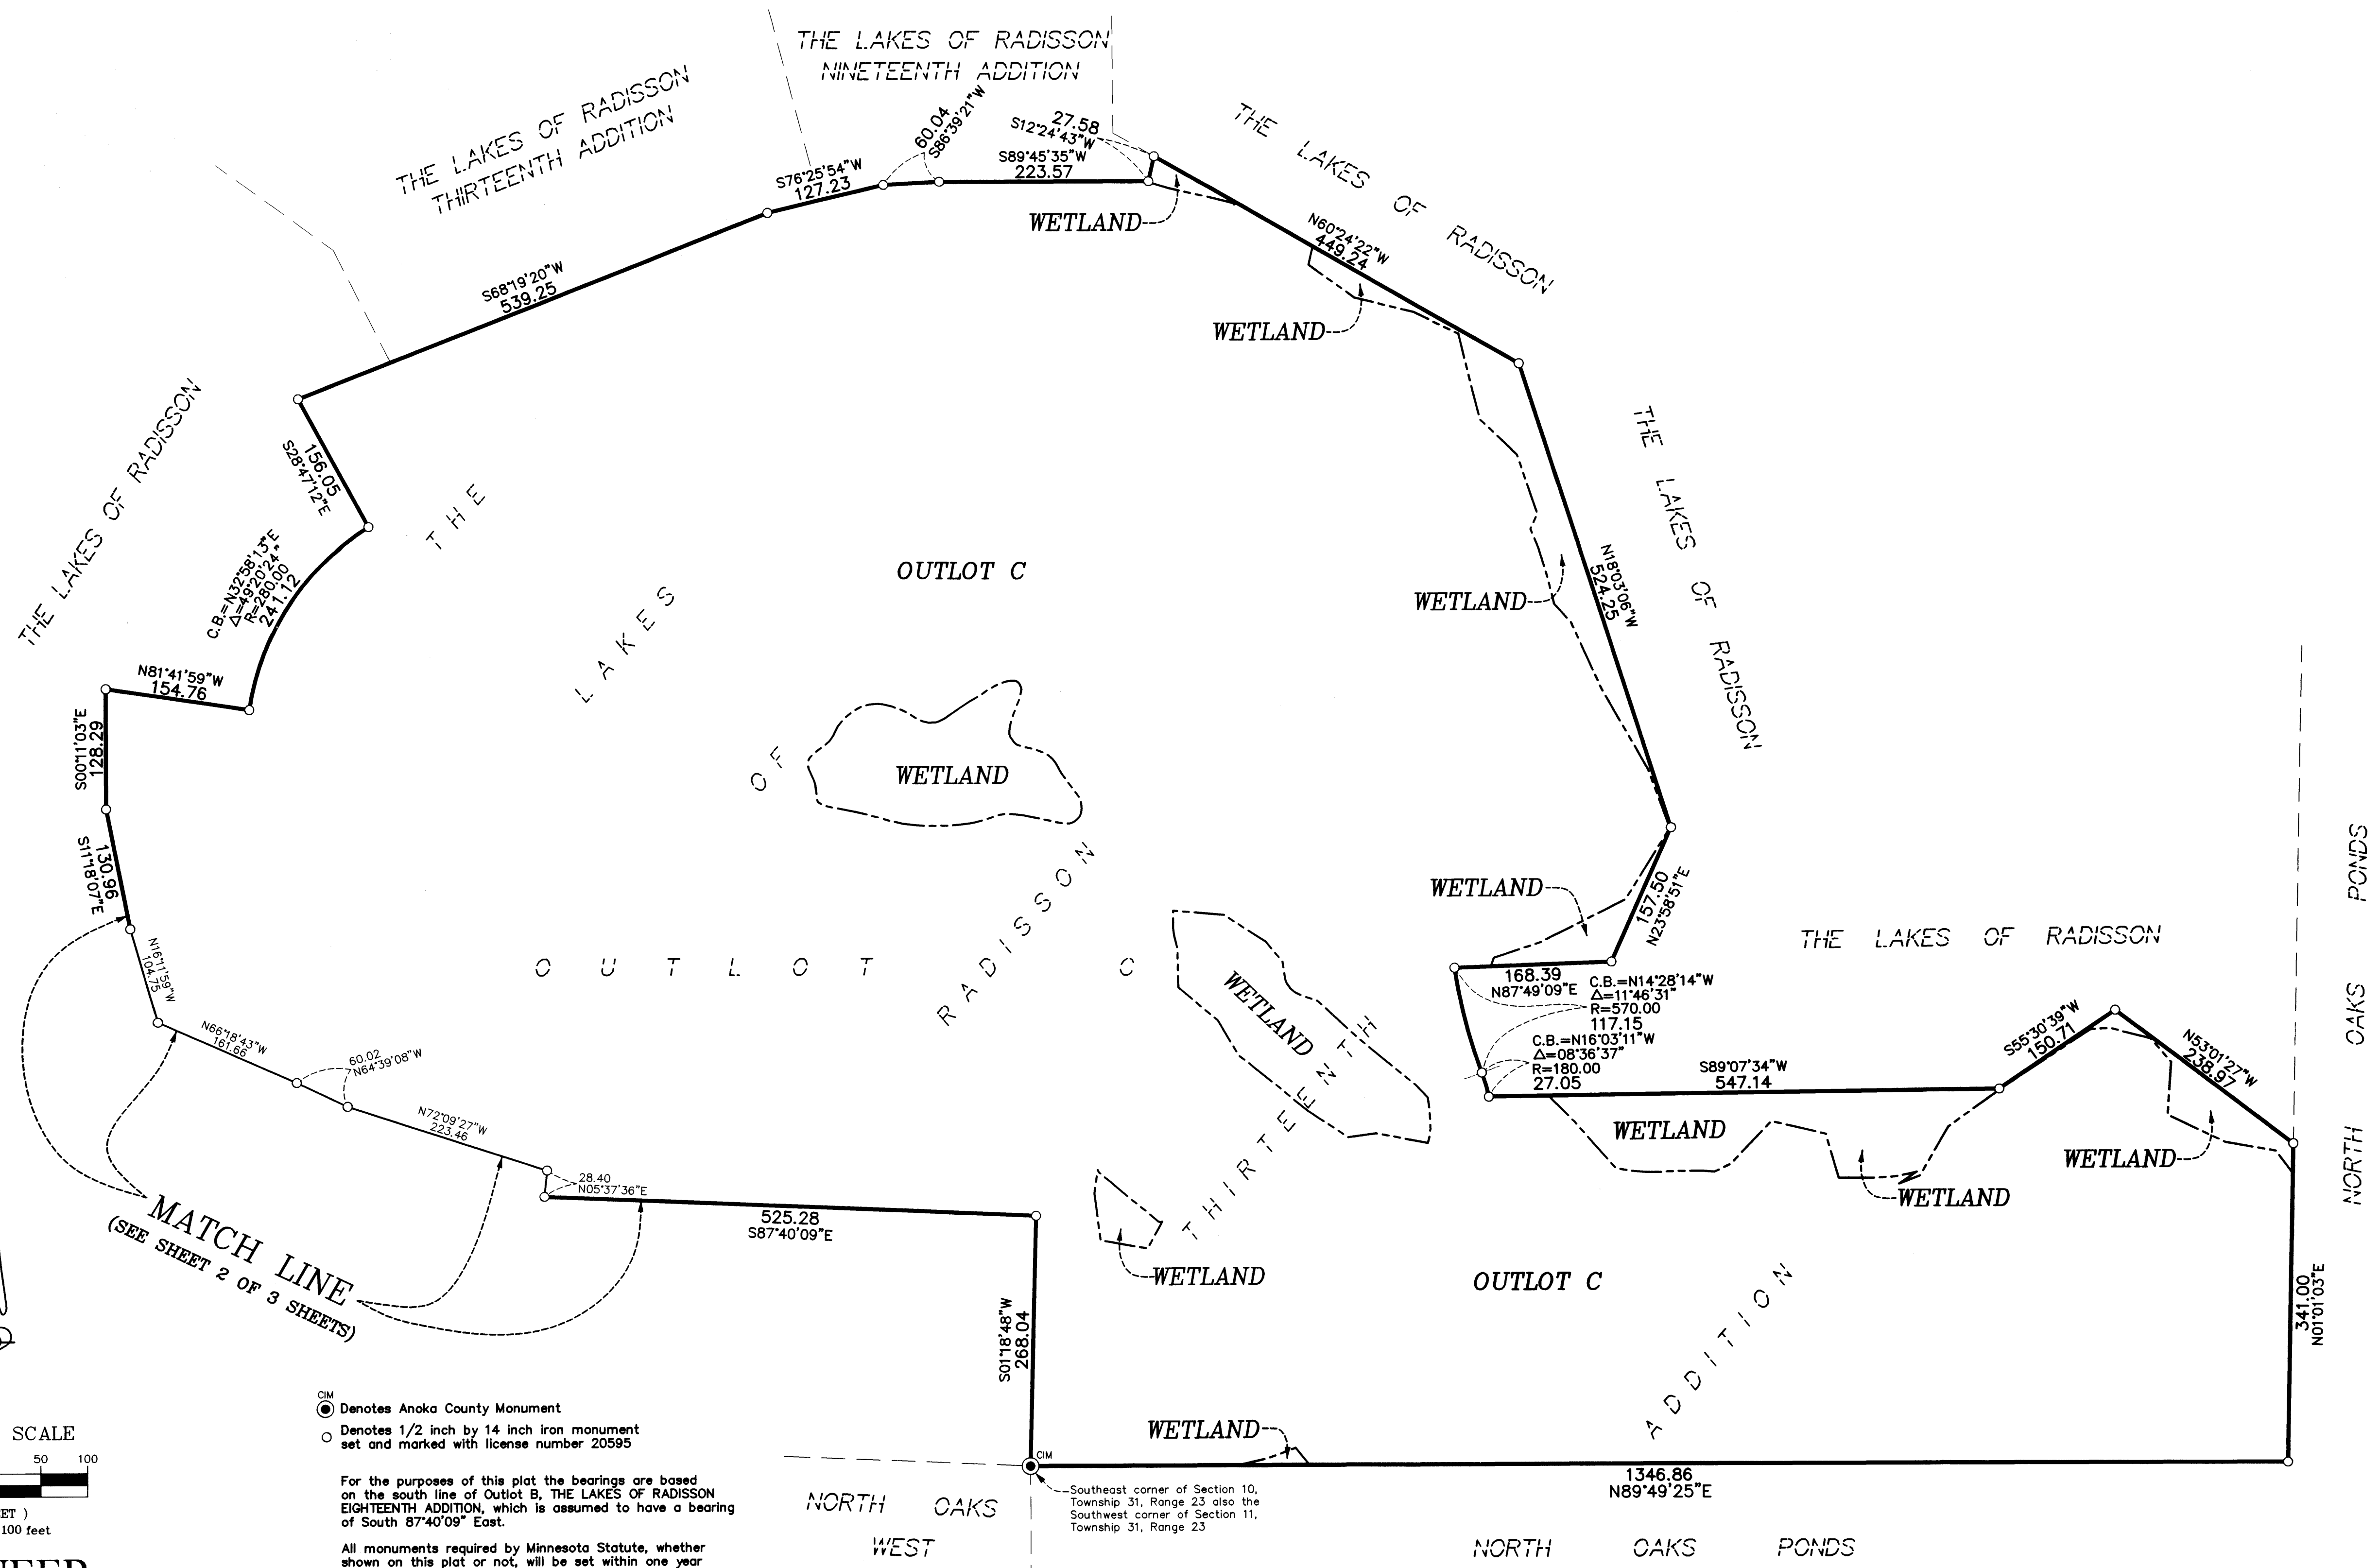 THE LAKES OF RADISSON
NINETEENTH ADDITION
THE LAKES OF RADISSON
THIRTEENTH ADDITION
60.04
S86°39'21"W
27.58
S12°24'43"W
S76°25'54"W
127.23
S89°45'35"W
223.57
WETLAND
THE LAKES OF RADISSON
N60°24'22"W
449.24
WETLAND
S68°19'20"W
539.25
THE LAKES OF RADISSON
156.05
S28°47'12"E
C.B.=N32°58'13"E
Δ=49°20'24"
R=280.00
241.12
N81°41'59"W
154.76
S00°11'03"E
128.29
130.96
S11°18'07"E
THE LAKES OF RADISSON THIRTEENTH ADDITION
OUTLOT C
WETLAND
N18°03'06"W
524.25
THE LAKES OF RADISSON
WETLAND
WETLAND
157.50
N23°58'51"E
OUTLOT C
WETLAND
168.39
N87°49'09"E
C.B.=N14°28'14"W
Δ=11°46'31"
R=570.00
117.15
C.B.=N16°03'11"W
Δ=08°36'37"
R=180.00
27.05
THE LAKES OF RADISSON
S89°07'34"W
547.14
S55°30'39"W
150.71
N53°01'27"W
238.97
NORTH OAKS PONDS
WETLAND
WETLAND
WETLAND
N16°11'59"W
104.75
N66°18'43"W
161.66
60.02
N64°39'08"W
N72°09'27"W
223.46
28.40
N05°37'36"E
525.28
S87°40'09"E
MATCH LINE
(SEE SHEET 2 OF 3 SHEETS)
WETLAND
OUTLOT C
S01°18'48"W
268.04
341.00
N01°01'03"E
WETLAND
CIM
1346.86
N89°49'25"E
Southeast corner of Section 10,
Township 31, Range 23 also the
Southwest corner of Section 11,
Township 31, Range 23
NORTH OAKS
WEST
NORTH OAKS PONDS
SCALE
50 100
ET )
100 feet
CIM
Denotes Anoka County Monument
Denotes 1/2 inch by 14 inch iron monument
set and marked with license number 20595
For the purposes of this plat the bearings are based
on the south line of Outlot B, THE LAKES OF RADISSON
EIGHTEENTH ADDITION, which is assumed to have a bearing
of South 87°40'09" East.
All monuments required by Minnesota Statute, whether
shown on this plat or not, will be set within one year